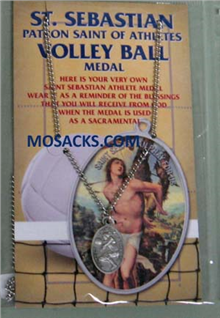 ST. SEBASTIAN
PATRON SAINT OF ATHLETES
VOLLEY BALL
MEDAL
HERE IS YOUR VERY OWN
SAINT SEBASTIAN ATHLETE MEDAL
WEAR IT AS A REMINDER OF THE BLESSINGS
THAT YOU WILL RECEIVE FROM GOD
WHEN THE MEDAL IS USED
AS A SACRAMENTAL
MOSACKS.COM